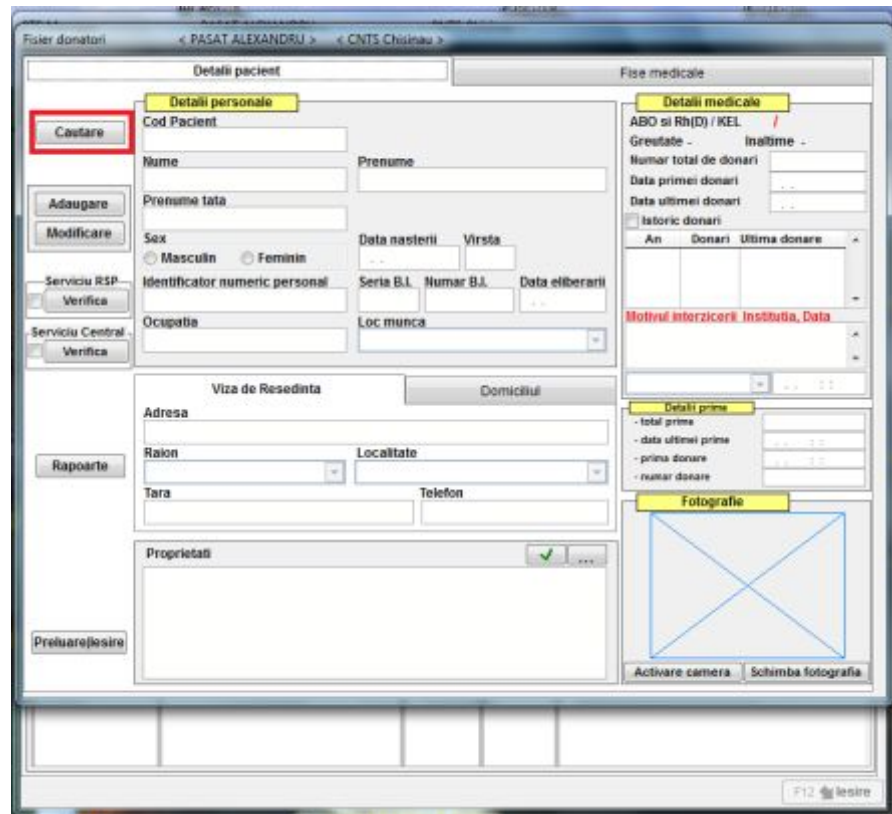 Fisier donatori < PASAT ALEXANDRU > < CNTS Chisinau >
Detalii pacient Fise medicale
Cautare
Adaugare
Modificare
Serviciu RSP
Verifica
Serviciu Central
Verifica
Rapoarte
Preluare|Iesire
Detalii personale
Cod Pacient
Nume Prenume
Prenume tata
Sex Data nasterii Virsta
Masculin Feminin
Identificator numeric personal Seria B.I. Numar B.I. Data eliberarii
Ocupatia Loc munca
Viza de Resedinta Domiciliul
Adresa
Raion Localitate
Tara Telefon
Proprietati ...
Detalii medicale
ABO si Rh(D) / KEL /
Greutate - Inaltime -
Numar total de donari
Data primei donari
Data ultimei donari
Istoric donari
An Donari Ultima donare
Motivul interzicerii Institutia, Data
Detalii prime
- total prime
- data ultimei prime
- prima donare
- numar donare
Fotografie
Activare camera Schimba fotografia
F12 Iesire